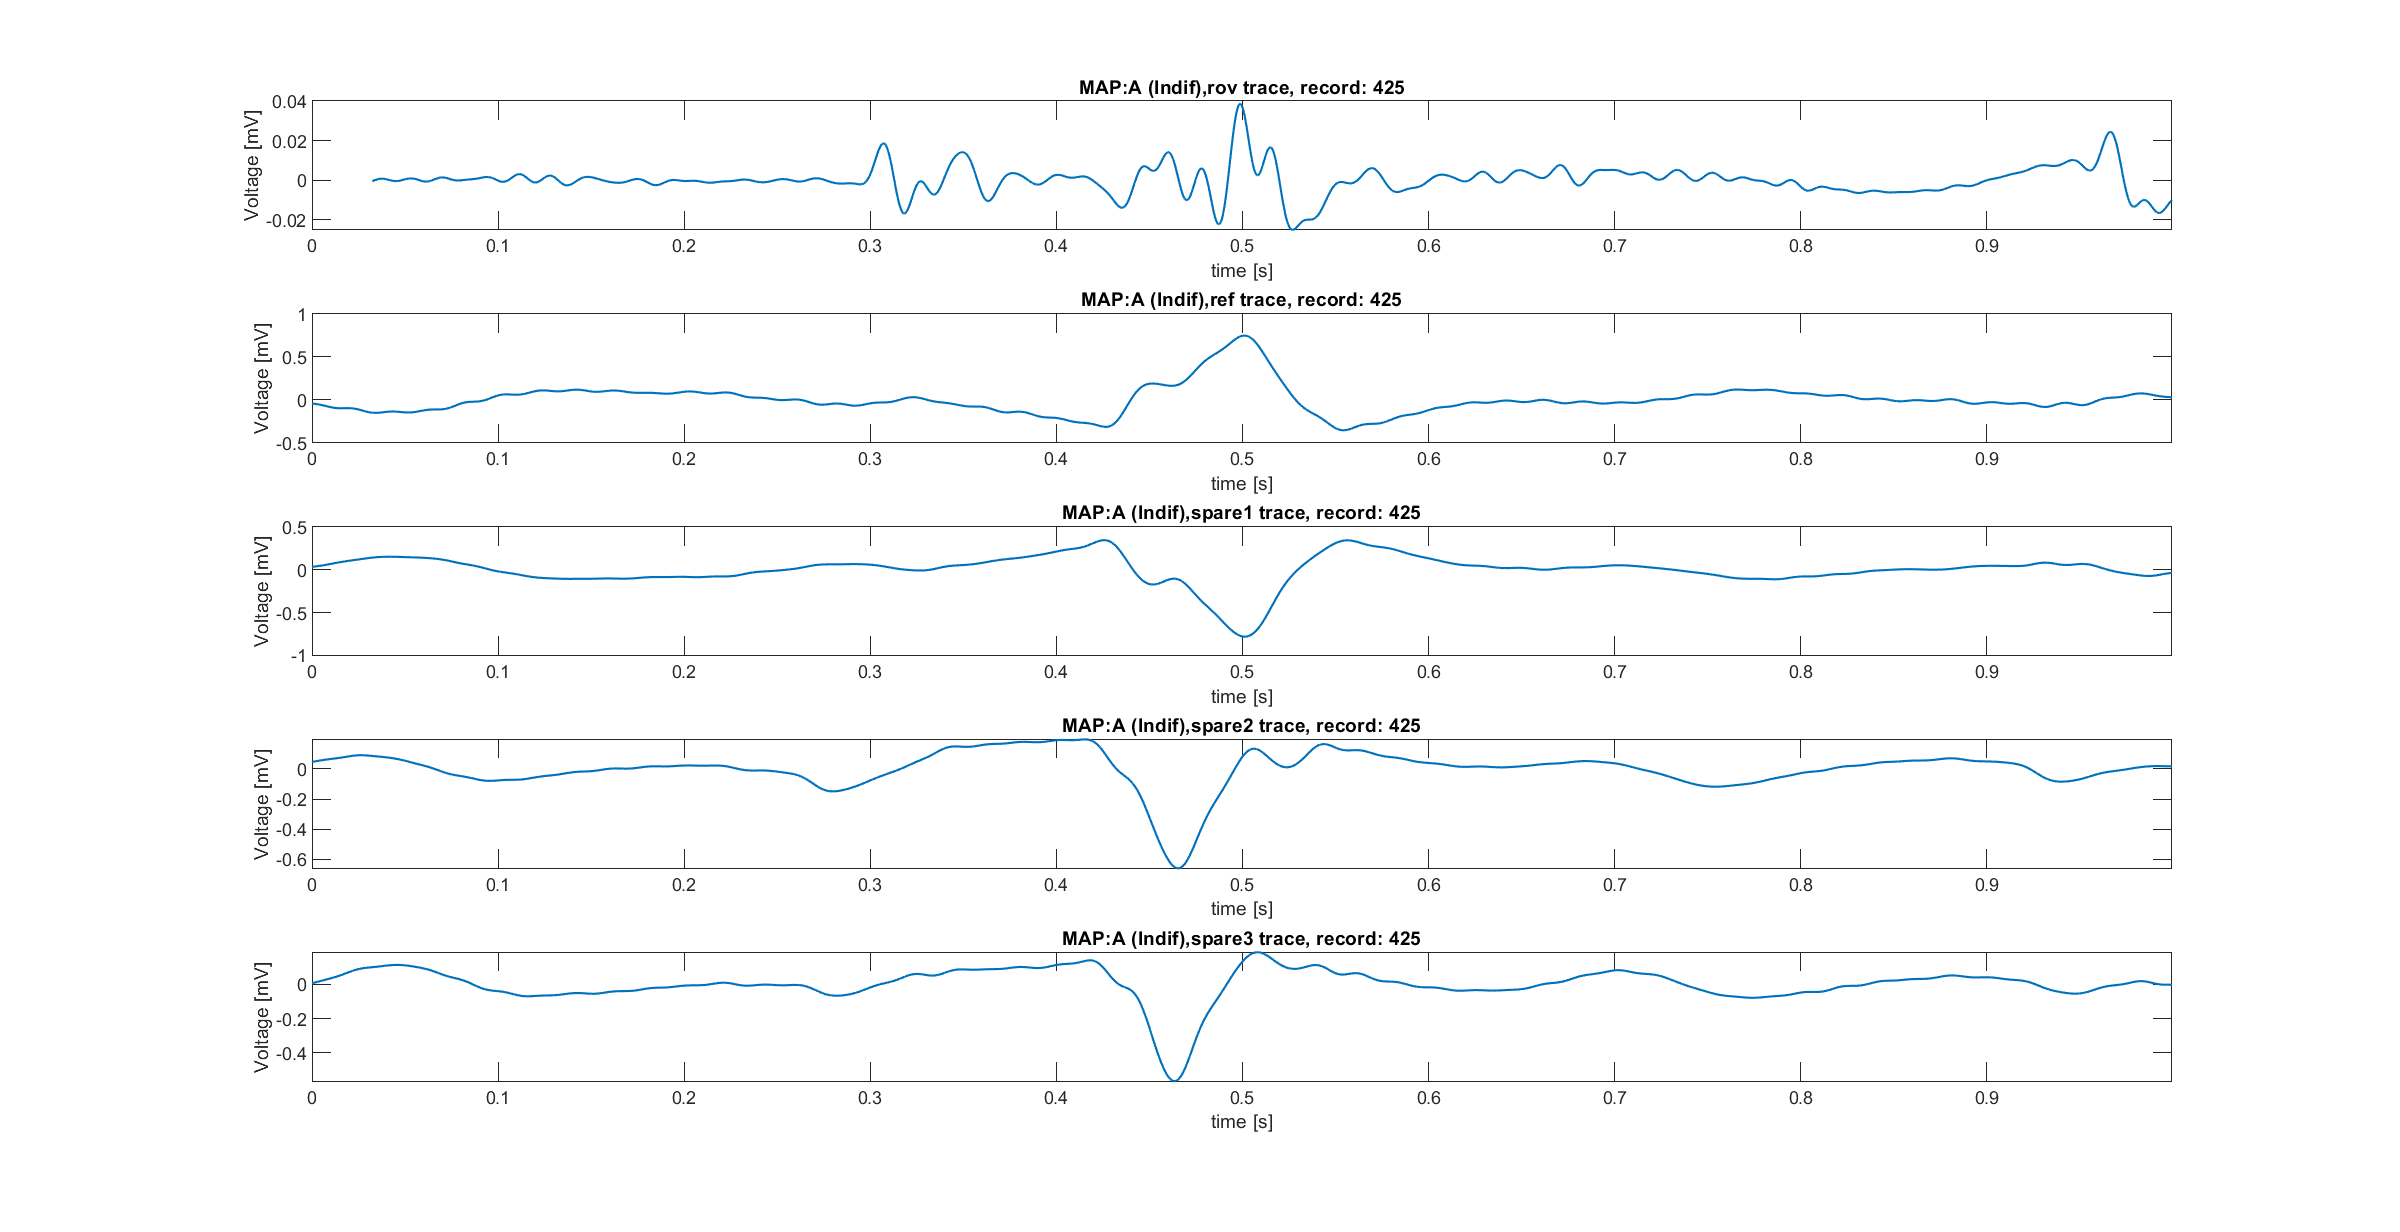 MAP:A (Indif),rov trace, record: 425
Voltage [mV]
0.04
0.02
0
-0.02
0 0.1 0.2 0.3 0.4 0.5 0.6 0.7 0.8 0.9
time [s]
MAP:A (Indif),ref trace, record: 425
Voltage [mV]
1
0.5
0
-0.5
0 0.1 0.2 0.3 0.4 0.5 0.6 0.7 0.8 0.9
time [s]
MAP:A (Indif),spare1 trace, record: 425
Voltage [mV]
0.5
0
-0.5
-1
0 0.1 0.2 0.3 0.4 0.5 0.6 0.7 0.8 0.9
time [s]
MAP:A (Indif),spare2 trace, record: 425
Voltage [mV]
0
-0.2
-0.4
-0.6
0 0.1 0.2 0.3 0.4 0.5 0.6 0.7 0.8 0.9
time [s]
MAP:A (Indif),spare3 trace, record: 425
Voltage [mV]
0
-0.2
-0.4
0 0.1 0.2 0.3 0.4 0.5 0.6 0.7 0.8 0.9
time [s]